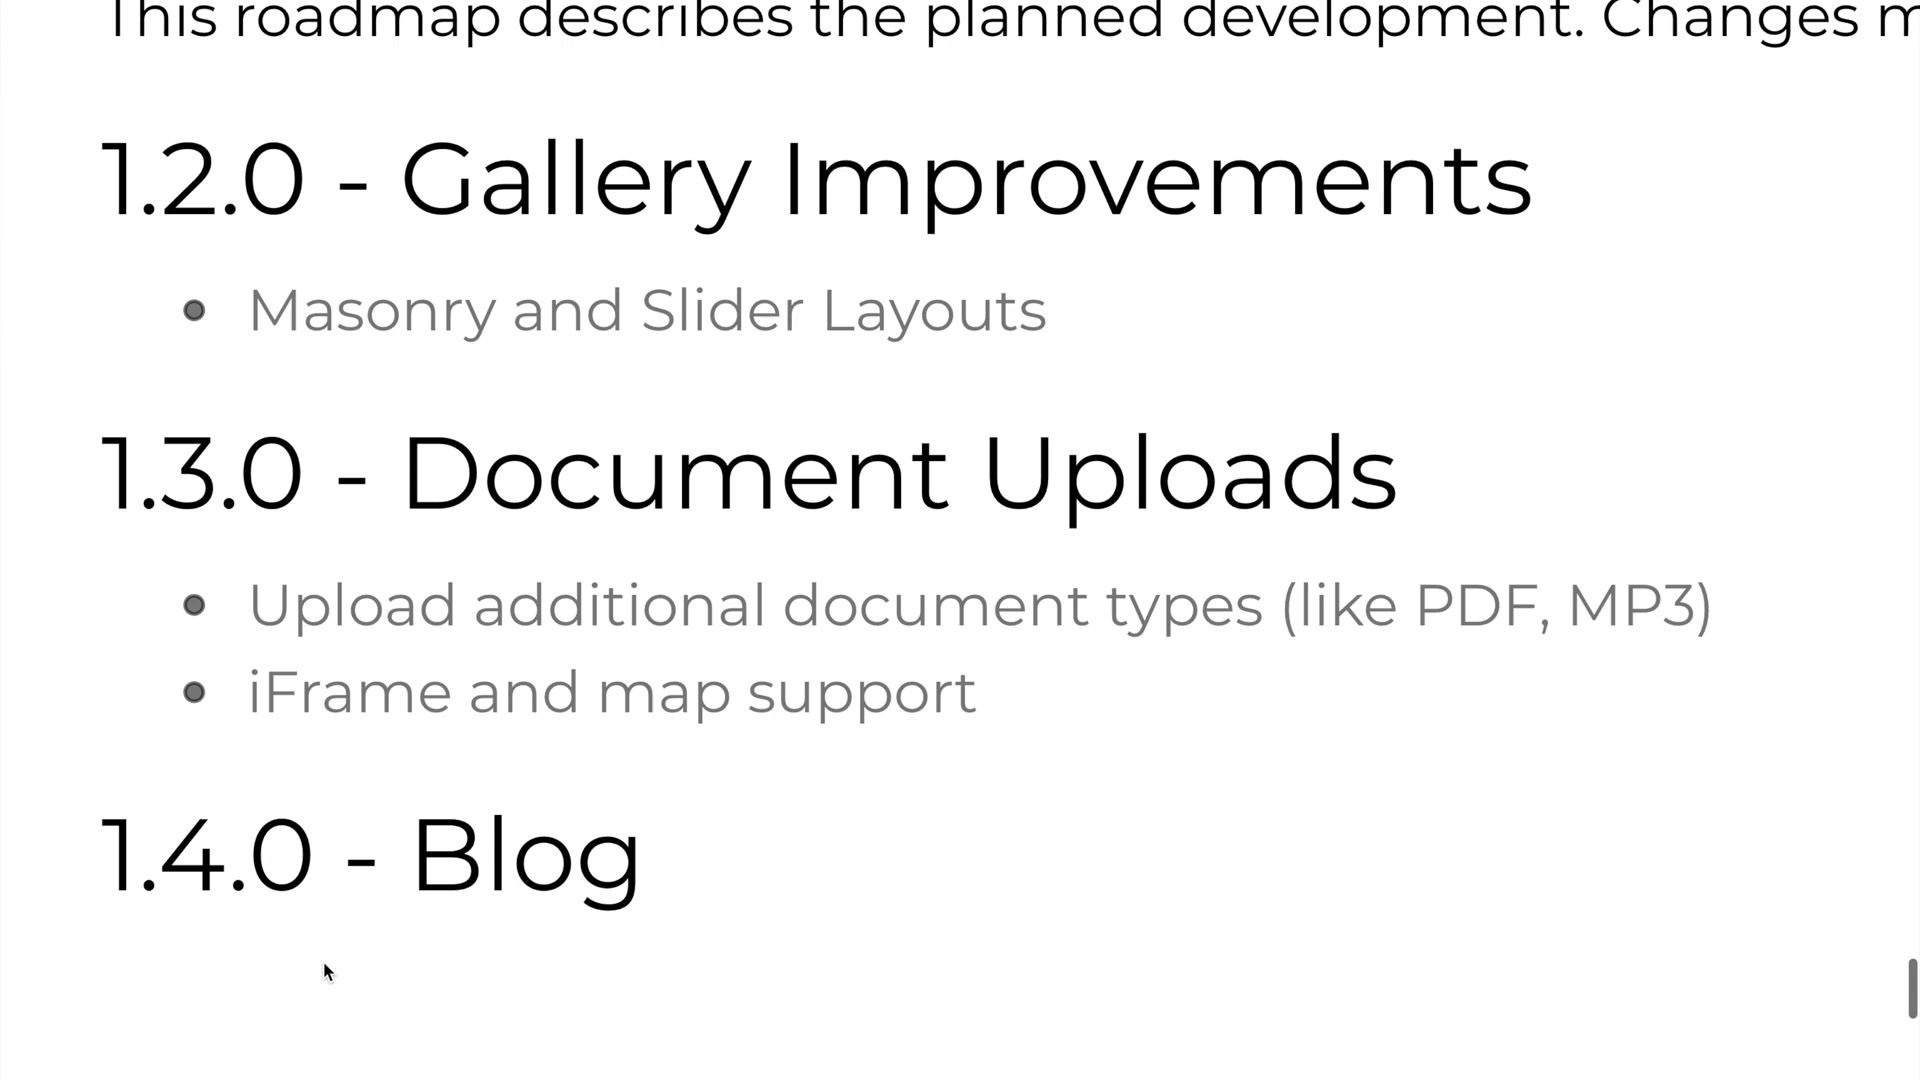 This roadmap describes the planned development. Changes
1.2.0 - Gallery Improvements
• Masonry and Slider Layouts
1.3.0 - Document Uploads
• Upload additional document types (like PDF, MP3)
• iFrame and map support
1.4.0 - Blog